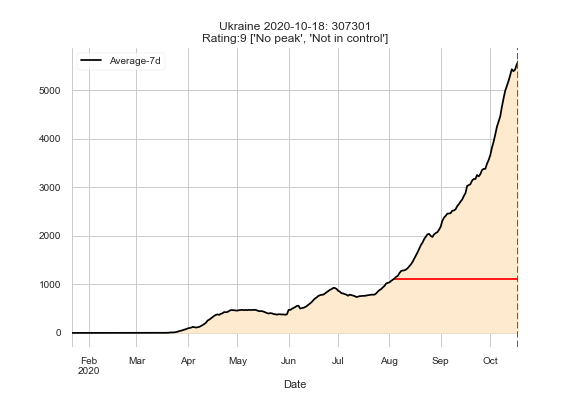 Ukraine 2020-10-18: 307301
Rating:9 ['No peak', 'Not in control']
Average-7d
5000
4000
3000
2000
1000
0
Feb Mar Apr May Jun Jul Aug Sep Oct
2020
Date